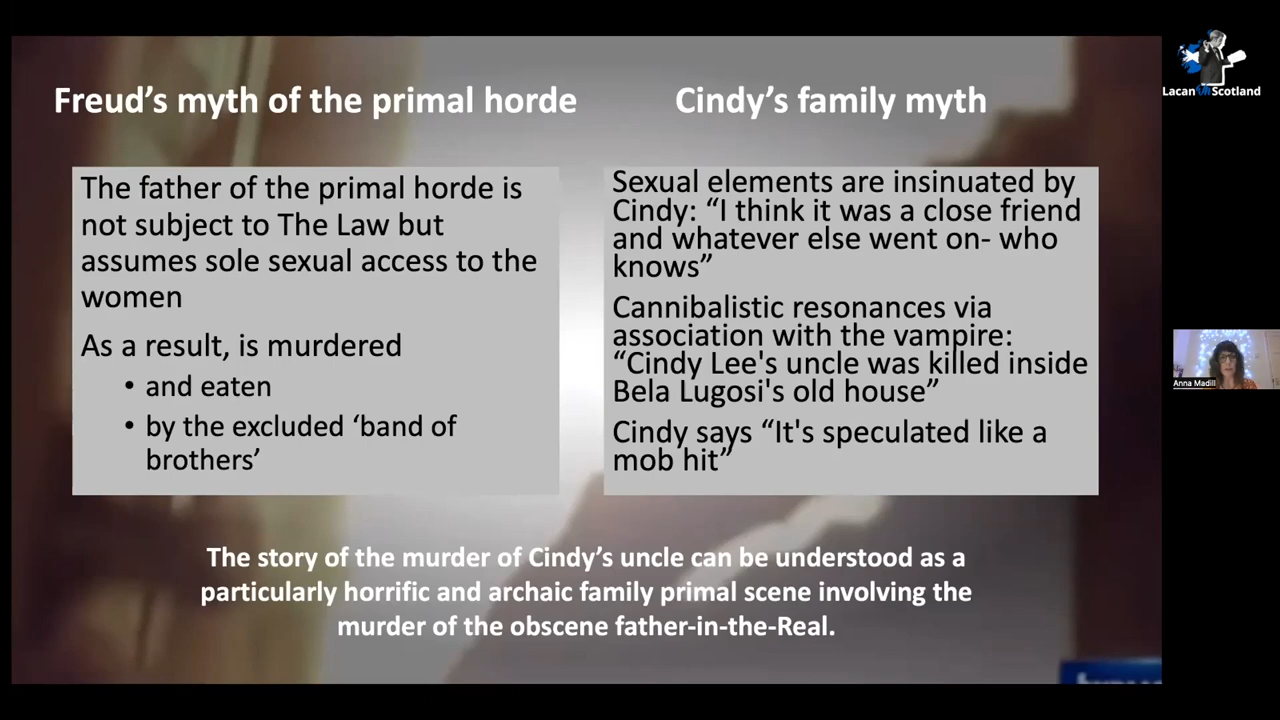 Freud's myth of the primal horde
The father of the primal horde is
not subject to The Law but
assumes sole sexual access to the
women
As a result, is murdered
• and eaten
• by the excluded 'band of
brothers'
Cindy's family myth
Sexual elements are insinuated by
Cindy: "I think it was a close friend
and whatever else went on- who
knows"
Cannibalistic resonances via
association with the vampire:
"Cindy Lee's uncle was killed inside
Bela Lugosi's old house"
Cindy says "It's speculated like a
mob hit"
The story of the murder of Cindy's uncle can be understood as a
particularly horrific and archaic family primal scene involving the
murder of the obscene father-in-the-Real.
Lacan in Scotland
Anna Madill